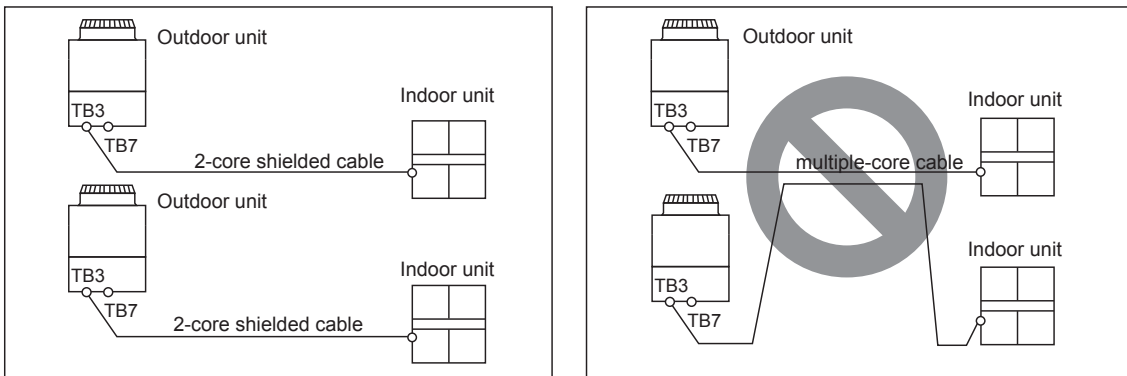 Outdoor unit
TB3
TB7
Indoor unit
2-core shielded cable
Outdoor unit
TB3
TB7
Indoor unit
2-core shielded cable
Outdoor unit
TB3
TB7
Indoor unit
multiple-core cable
TB3
TB7
Indoor unit